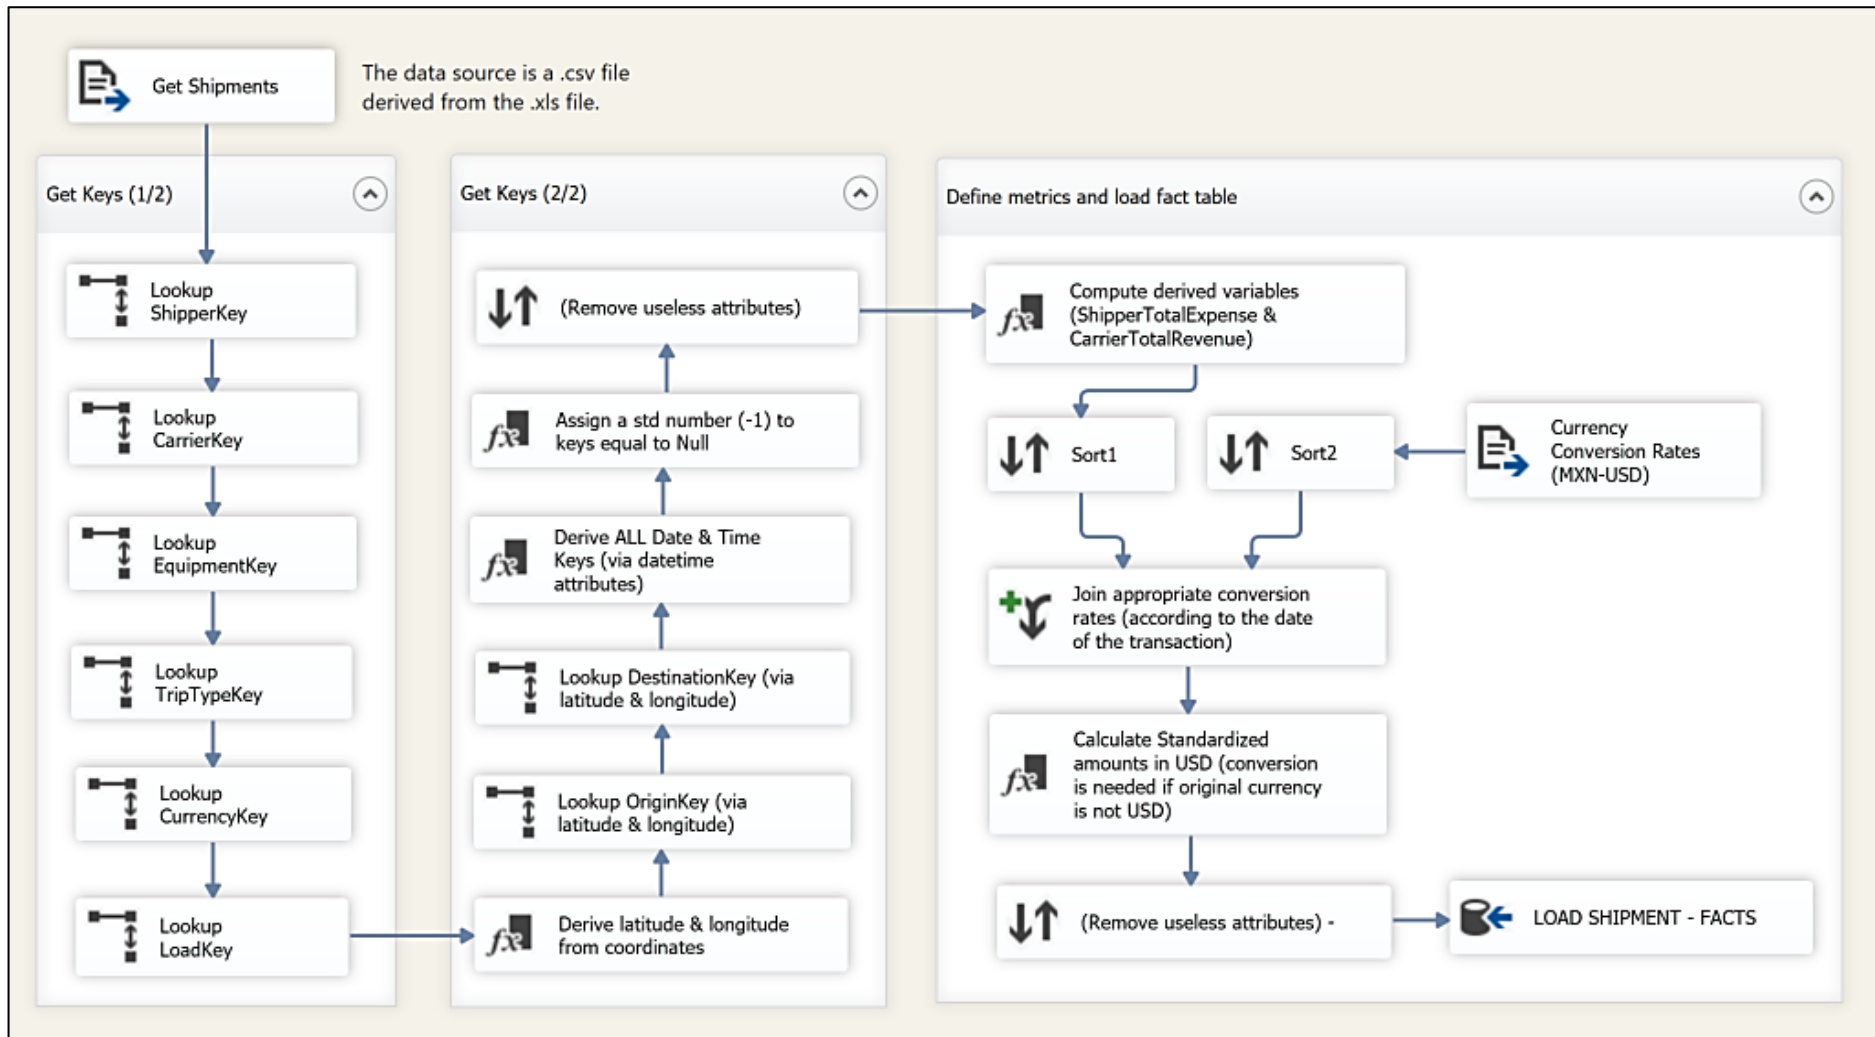 Get Shipments
The data source is a .csv file
derived from the .xls file.
Get Keys (1/2)
Lookup
ShipperKey
Lookup
CarrierKey
Lookup
EquipmentKey
Lookup
TripTypeKey
Lookup
CurrencyKey
Lookup
LoadKey
Get Keys (2/2)
(Remove useless attributes)
Assign a std number (-1) to
keys equal to Null
Derive ALL Date & Time
Keys (via datetime
attributes)
Lookup DestinationKey (via
latitude & longitude)
Lookup OriginKey (via
latitude & longitude)
Derive latitude & longitude
from coordinates
Define metrics and load fact table
Compute derived variables
(ShipperTotalExpense &
CarrierTotalRevenue)
Sort1
Sort2
Currency
Conversion Rates
(MXN-USD)
Join appropriate conversion
rates (according to the date
of the transaction)
Calculate Standardized
amounts in USD (conversion
is needed if original currency
is not USD)
(Remove useless attributes) -
LOAD SHIPMENT - FACTS